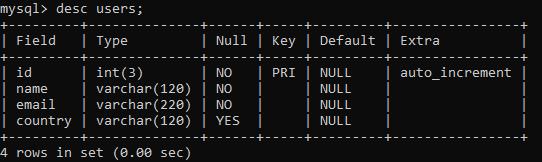 mysql> desc users;
+---------+--------------+------+-----+---------+----------------+
| Field   | Type         | Null | Key | Default | Extra          |
+---------+--------------+------+-----+---------+----------------+
| id      | int(3)       | NO   | PRI | NULL    | auto_increment |
| name    | varchar(120) | NO   |     | NULL    |                |
| email   | varchar(220) | NO   |     | NULL    |                |
| country | varchar(120) | YES  |     | NULL    |                |
+---------+--------------+------+-----+---------+----------------+
4 rows in set (0.00 sec)